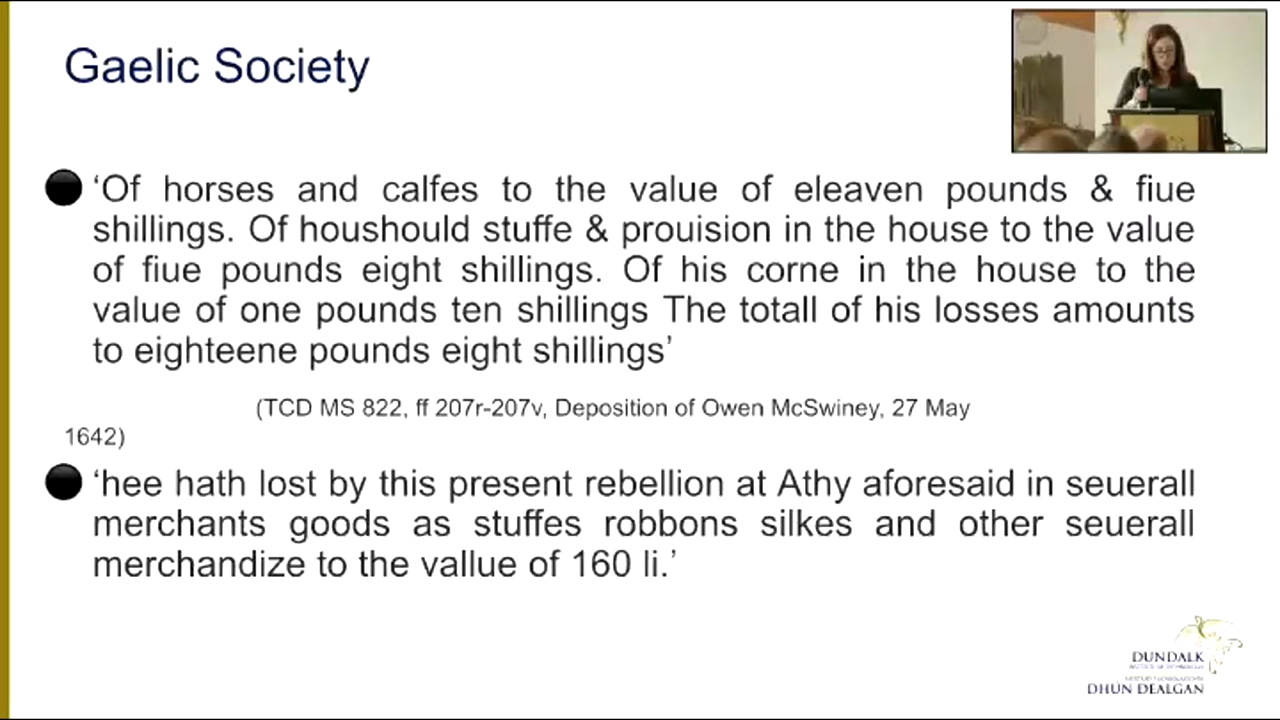 Gaelic Society
‘Of horses and calfes to the value of eleaven pounds & fiue
shillings. Of houshould stuffe & prouision in the house to the value
of fiue pounds eight shillings. Of his corne in the house to the
value of one pounds ten shillings The totall of his losses amounts
to eighteene pounds eight shillings’
(TCD MS 822, ff 207r-207v, Deposition of Owen McSwiney, 27 May
1642)
‘hee hath lost by this present rebellion at Athy aforesaid in seuerall
merchants goods as stuffes robbons silkes and other seuerall
merchandize to the vallue of 160 li.’
DUNDALK
DHÚN DEALGAN